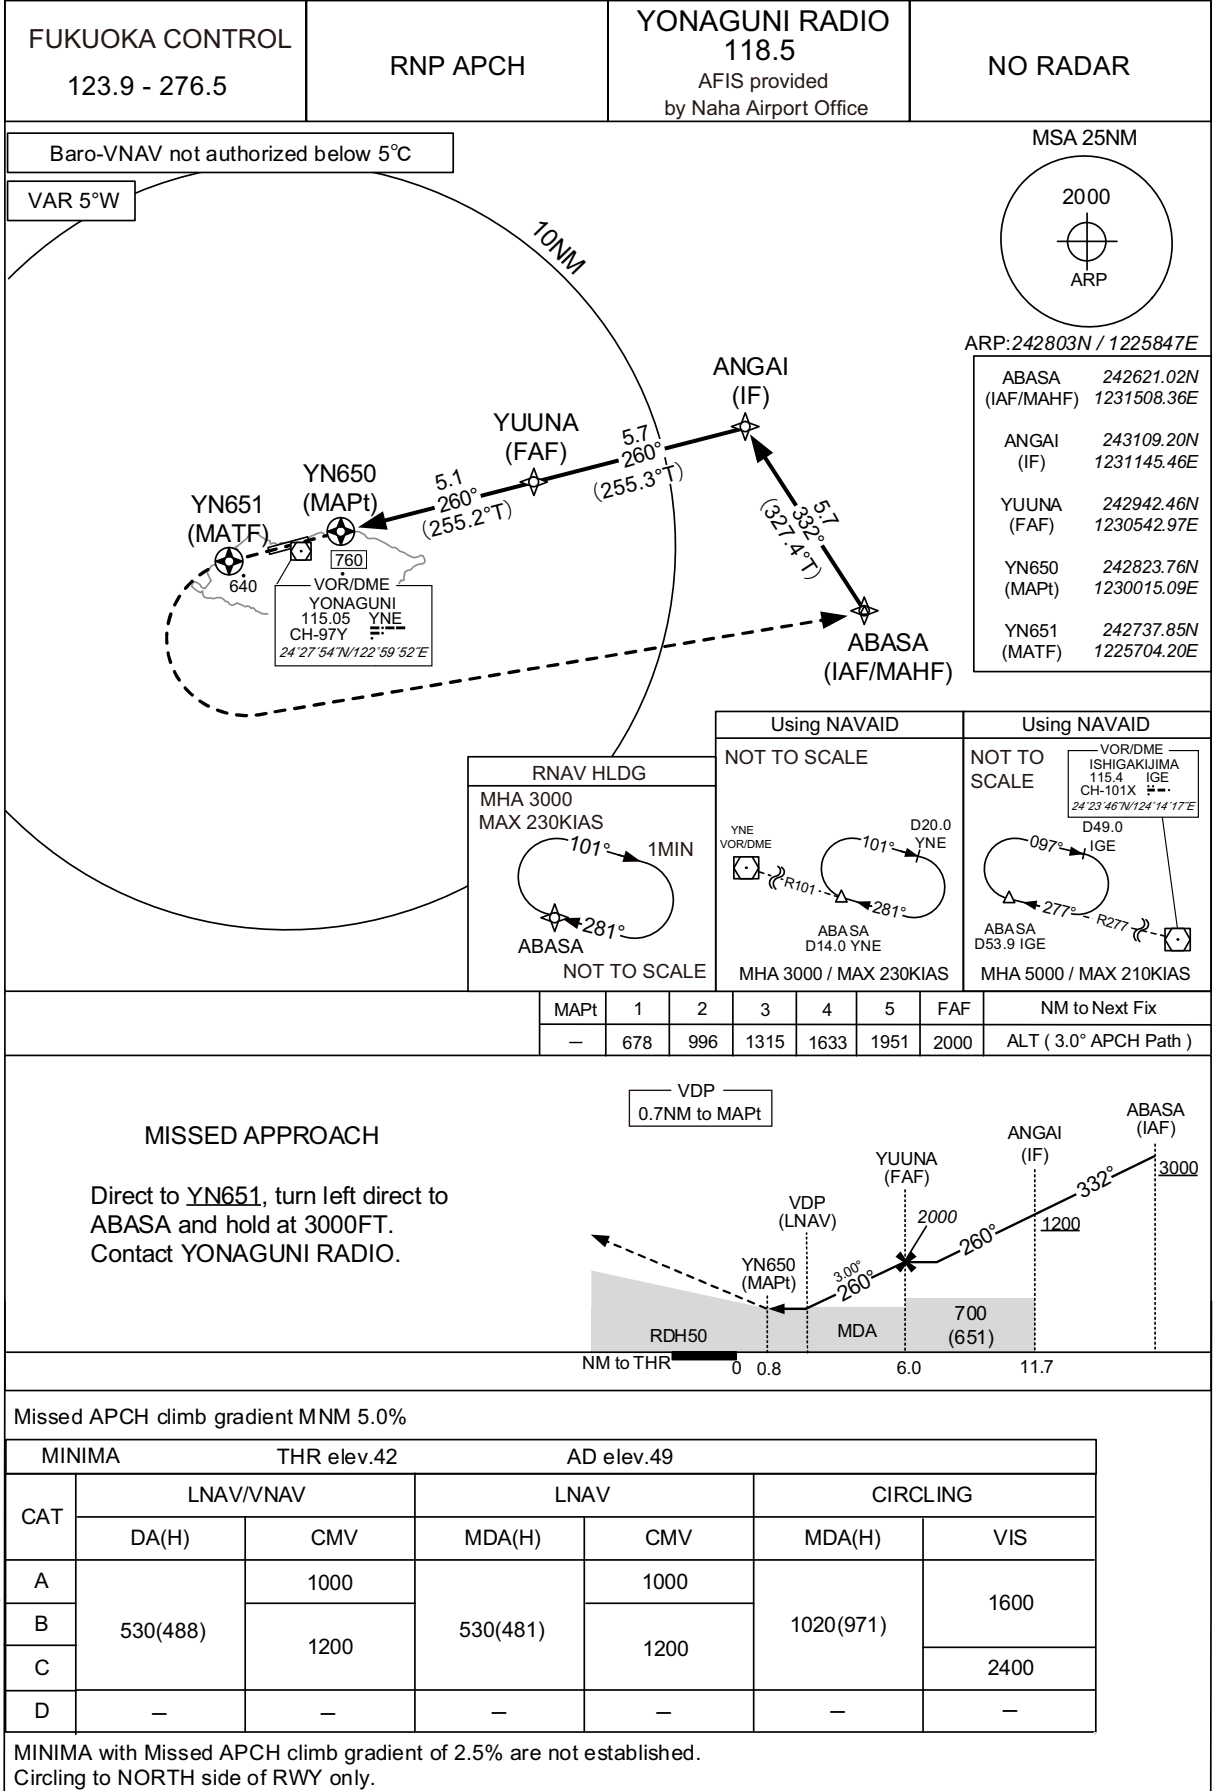 FUKUOKA CONTROL
123.9 - 276.5
RNP APCH
YONAGUNI RADIO
118.5
AFIS provided
by Naha Airport Office
NO RADAR
Baro-VNAV not authorized below 5°C
VAR 5°W
10NM
MSA 25NM
2000
ARP
ARP:242803N / 1225847E
ABASA 242621.02N
(IAF/MAHF) 1231508.36E
ANGAI 243109.20N
(IF) 1231145.46E
YUUNA 242942.46N
(FAF) 1230542.97E
YN650 242823.76N
(MAPt) 1230015.09E
YN651 242737.85N
(MATF) 1225704.20E
ANGAI
(IF)
YUUNA
(FAF)
YN650
(MAPt)
YN651
(MATF)
5.7
260°
(255.3°T)
5.1
260°
(255.2°T)
5.7
332°
(327.4°T)
760
640
VOR/DME
YONAGUNI
115.05 YNE
CH-97Y
24°27'54"N/122°59'52"E
ABASA
(IAF/MAHF)
RNAV HLDG
MHA 3000
MAX 230KIAS
101°
1MIN
281°
ABASA
NOT TO SCALE
Using NAVAID
NOT TO SCALE
YNE
VOR/DME
R101
101°
D20.0
YNE
281°
ABASA
D14.0 YNE
MHA 3000 / MAX 230KIAS
Using NAVAID
NOT TO
SCALE
VOR/DME
ISHIGAKIJIMA
115.4 IGE
CH-101X
24°23'46"N/124°14'17"E
097°
D49.0
IGE
277°
R277
ABASA
D53.9 IGE
MHA 5000 / MAX 210KIAS
MAPt 1 2 3 4 5 FAF NM to Next Fix
— 678 996 1315 1633 1951 2000 ALT ( 3.0° APCH Path )
MISSED APPROACH
Direct to YN651, turn left direct to
ABASA and hold at 3000FT.
Contact YONAGUNI RADIO.
VDP
0.7NM to MAPt
ABASA
(IAF)
ANGAI
(IF)
YUUNA
(FAF)
VDP
(LNAV)
YN650
(MAPt)
3000
332°
1200
260°
2000
3.00°
260°
700
(651)
MDA
RDH50
NM to THR 0 0.8 6.0 11.7
Missed APCH climb gradient MNM 5.0%
MINIMA THR elev.42 AD elev.49
CAT LNAV/VNAV LNAV CIRCLING
DA(H) CMV MDA(H) CMV MDA(H) VIS
A 1000 1000
B 530(488) 1200 530(481) 1200 1020(971) 1600
C 2400
D — — — — — —
MINIMA with Missed APCH climb gradient of 2.5% are not established.
Circling to NORTH side of RWY only.